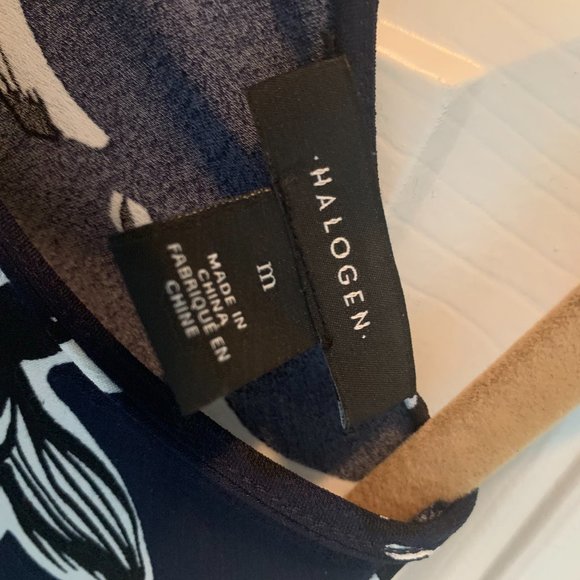 ·HALOGEN·
m
MADE IN
CHINA
FABRIQUÉ EN
CHINE